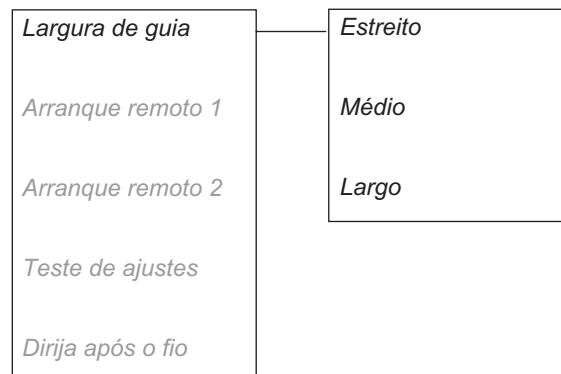 Largura de guia
Arranque remoto 1
Arranque remoto 2
Teste de ajustes
Dirija após o fio
Estreito
Médio
Largo